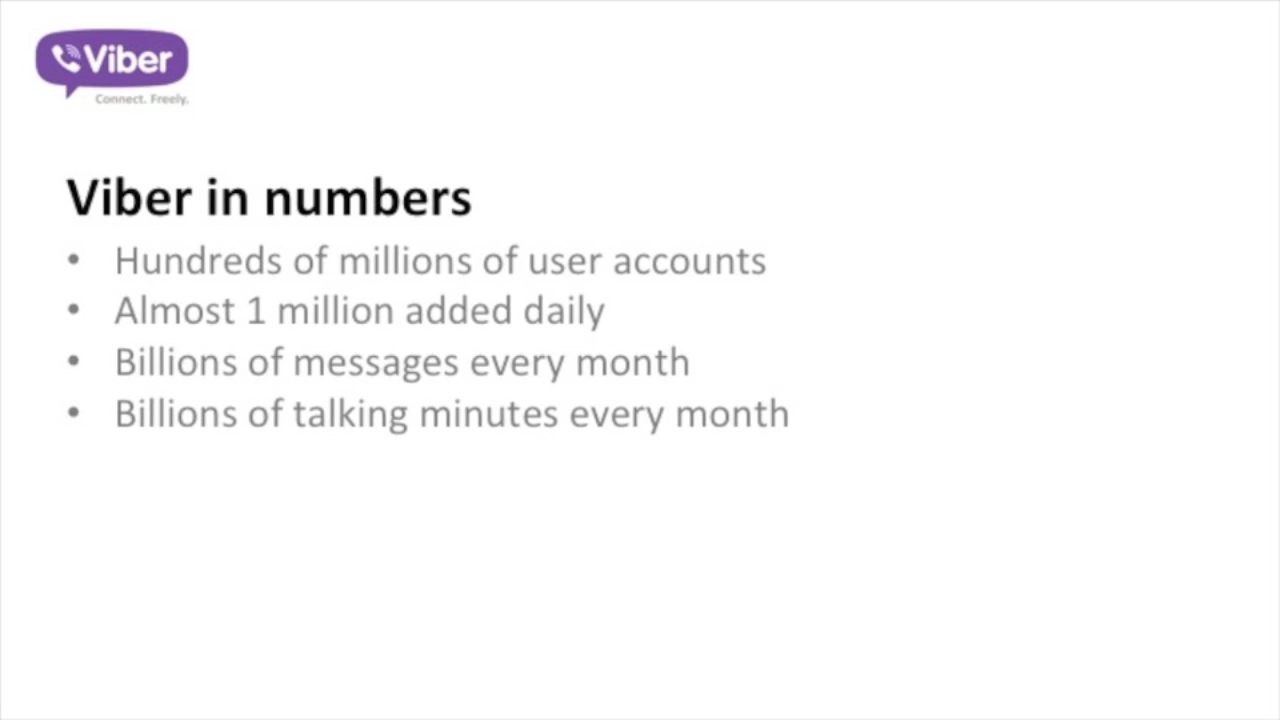 Viber
Connect. Freely.
Viber in numbers
• Hundreds of millions of user accounts
• Almost 1 million added daily
• Billions of messages every month
• Billions of talking minutes every month